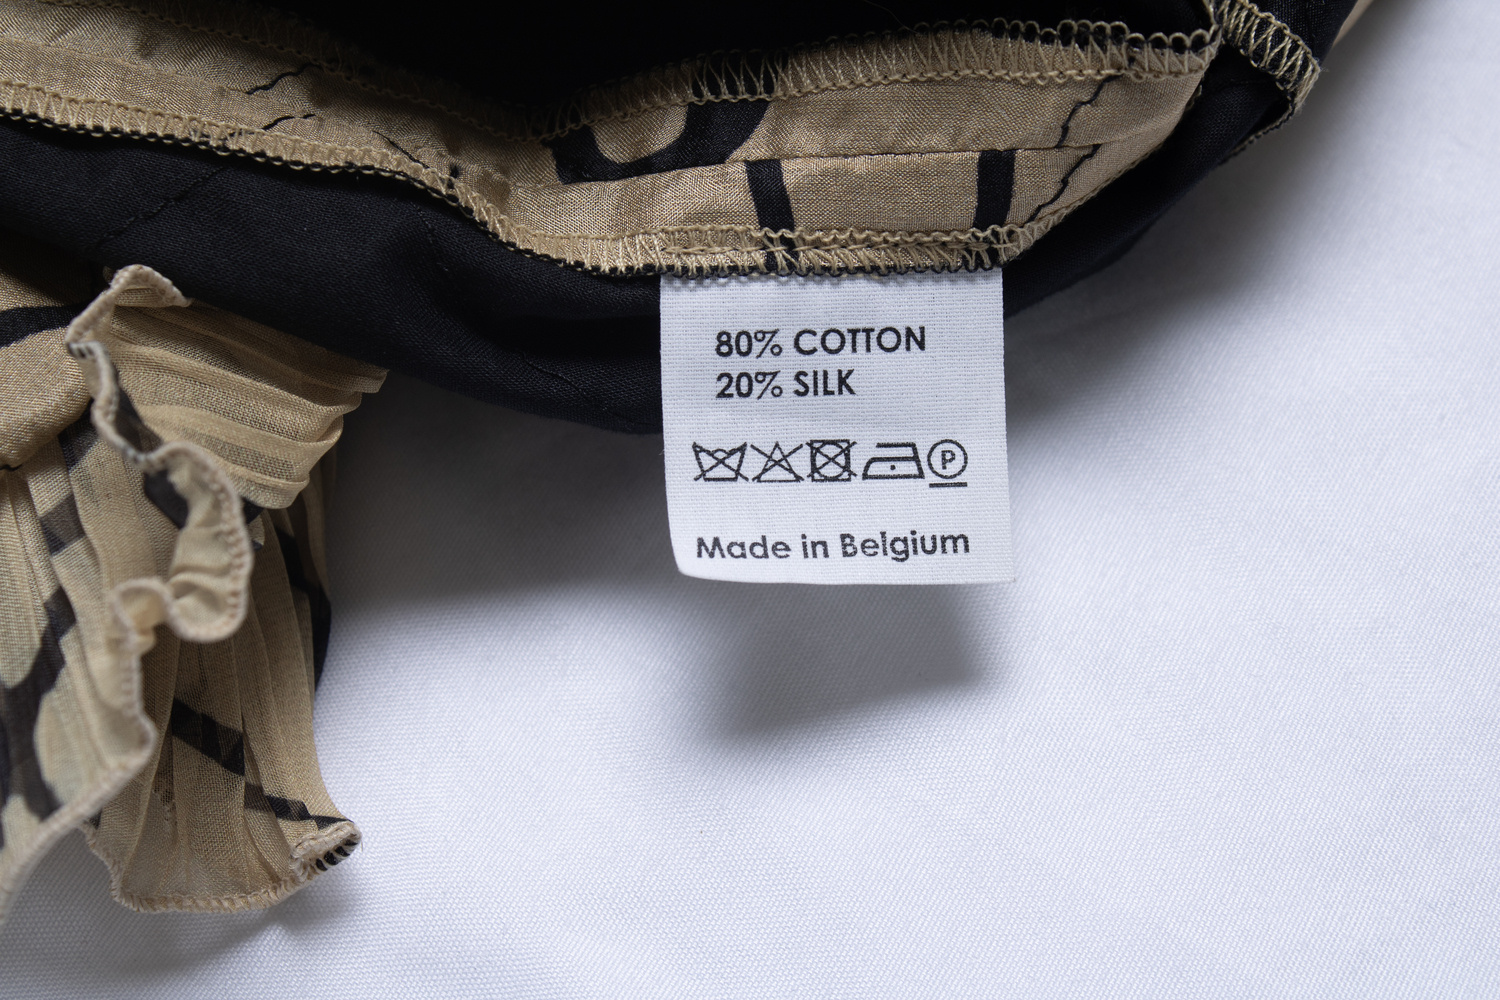 80% COTTON
20% SILK
P
Made in Belgium